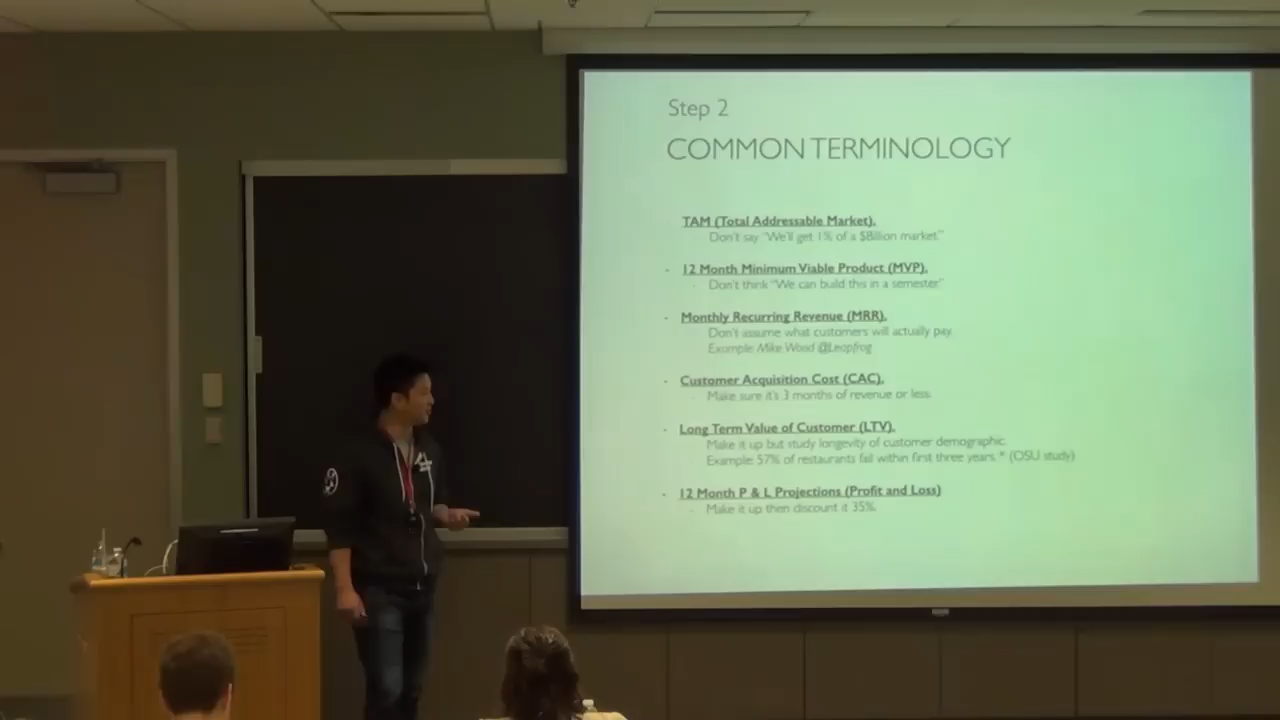 Step 2
COMMON TERMINOLOGY
TAM (Total Addressable Market).
Don't say "We'll get 1% of a $Billion market."
- 12 Month Minimum Viable Product (MVP).
- Don't think "We can build this in a semester."
- Monthly Recurring Revenue (MRR).
Don't assume what customers will actually pay.
Example: Mike Wood @Leapfrog
- Customer Acquisition Cost (CAC).
- Make sure it's 3 months of revenue or less.
- Long Term Value of Customer (LTV).
Make it up but study longevity of customer demographic.
Example: 57% of restaurants fail within first three years. * (OSU study)
- 12 Month P & L Projections (Profit and Loss)
- Make it up then discount it 35%.